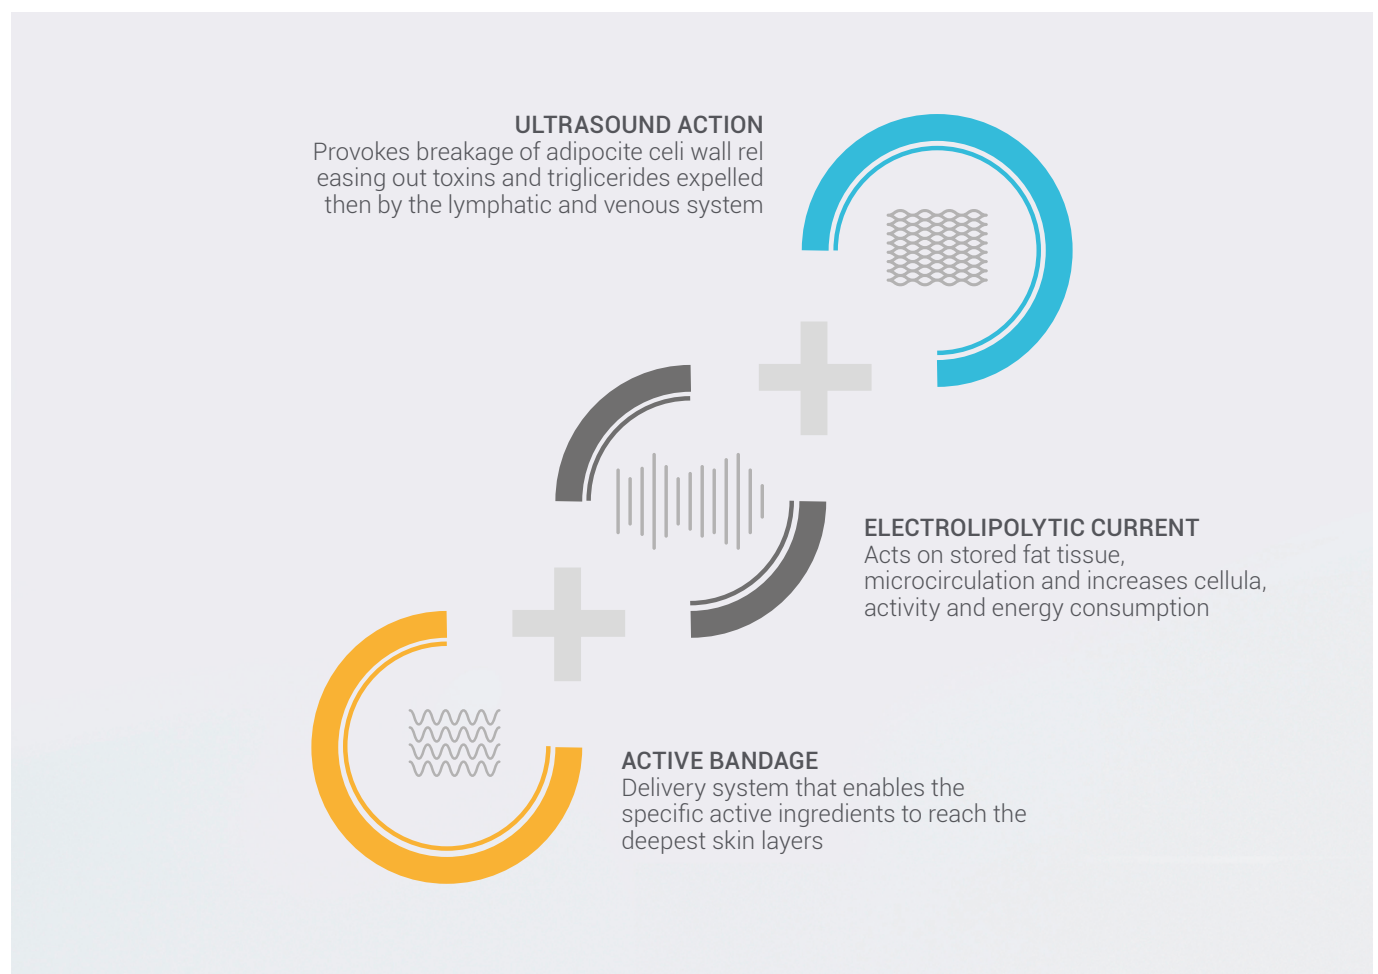 ULTRASOUND ACTION
Provokes breakage of adipocite celi wall rel
easing out toxins and triglicerides expelled
then by the lymphatic and venous system
ELECTROLIPOLYTIC CURRENT
Acts on stored fat tissue,
microcirculation and increases cellula,
activity and energy consumption
ACTIVE BANDAGE
Delivery system that enables the
specific active ingredients to reach the
deepest skin layers